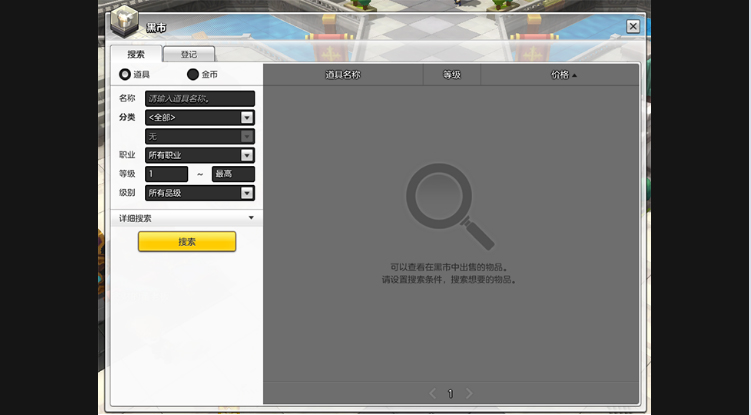 黑市
搜索 登记
道具 金币
名称 请输入道具名称。
分类 <全部>
无
职业 所有职业
等级 1 ~ 最高
级别 所有品级
详细搜索
搜索
道具名称 等级 价格
可以查看在黑市中出售的物品。
请设置搜索条件，搜索想要的物品。
1